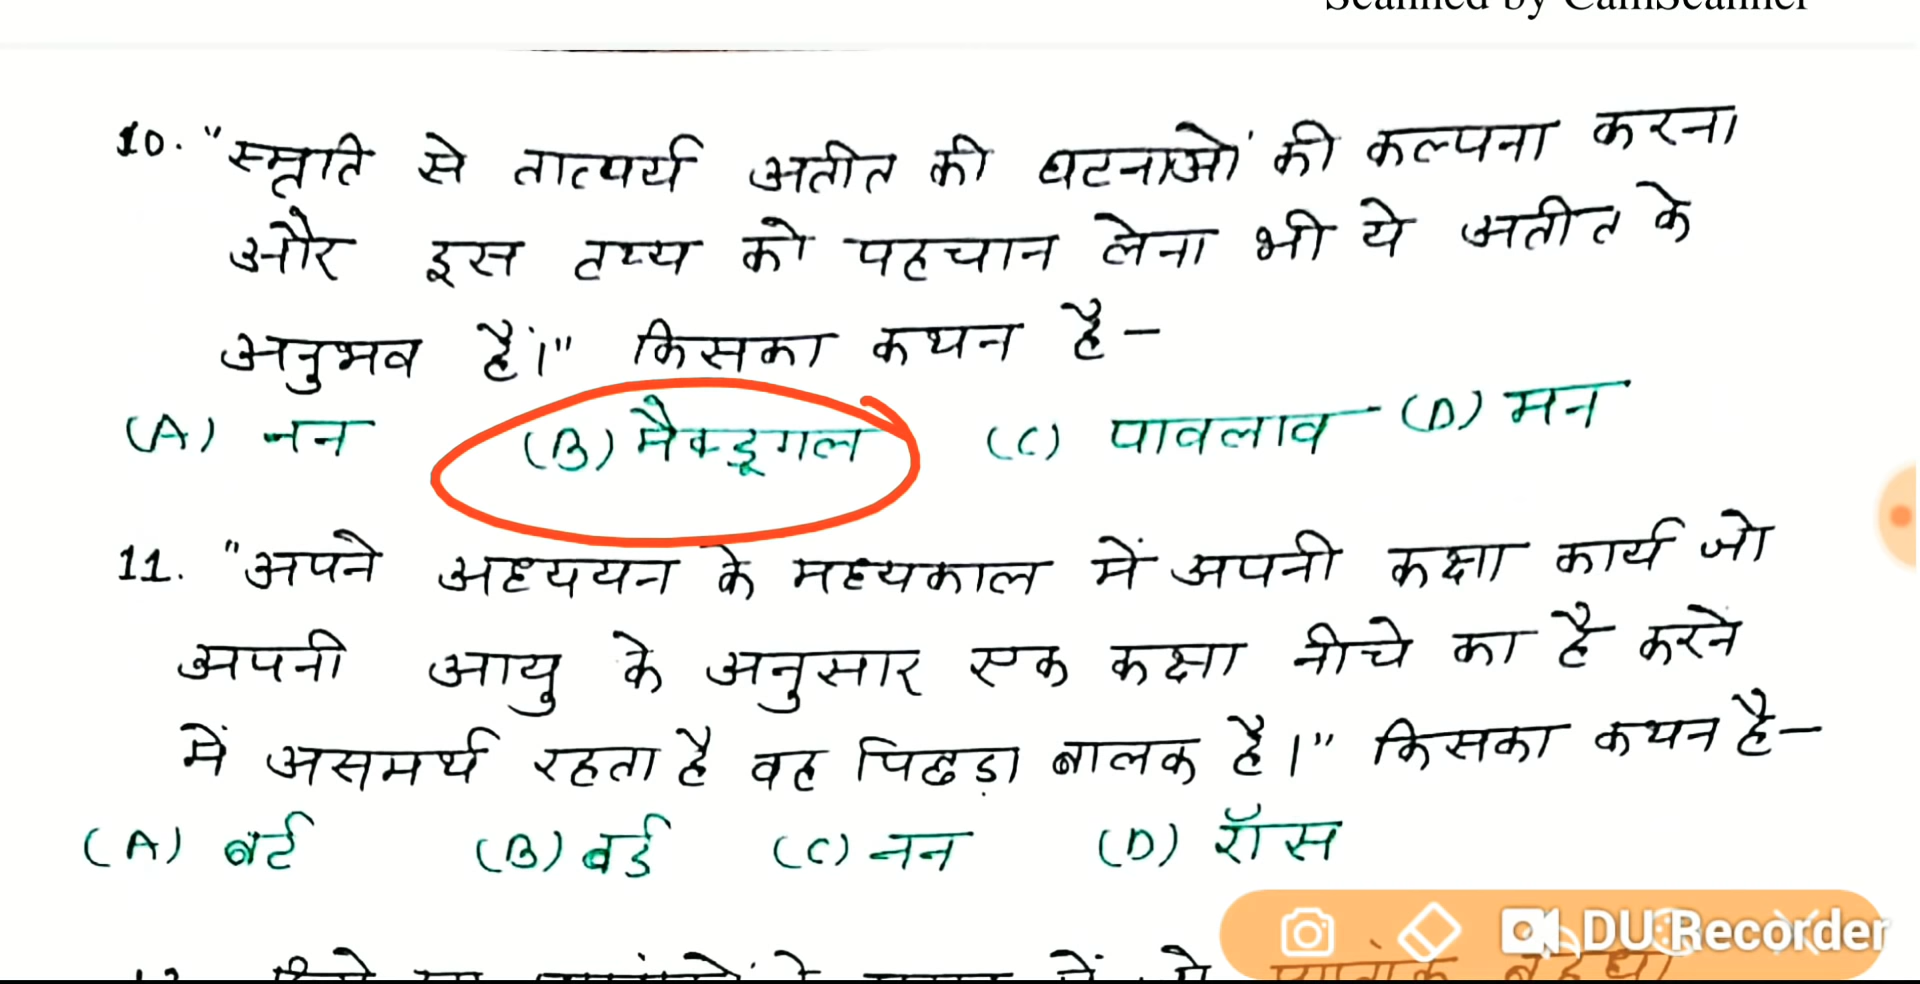 Scanned by CamScanner
10. "स्मृति से तात्पर्य अतीत की घटनाओं की कल्पना करना
और इस तथ्य को पहचान लेना भी ये अतीत के
अनुभव हैं।" किसका कथन है-
(A) नन (B) मैक्डूगल (C) पावलाव (D) मन
11. "अपने अध्ययन के मध्यकाल में अपनी कक्षा कार्य जो
अपनी आयु के अनुसार एक कक्षा नीचे का है करने
में असमर्थ रहता है वह पिछड़ा बालक है।" किसका कथन है-
(A) बर्ट (B) बर्ड (C) नन (D) रॉस
DU Recorder